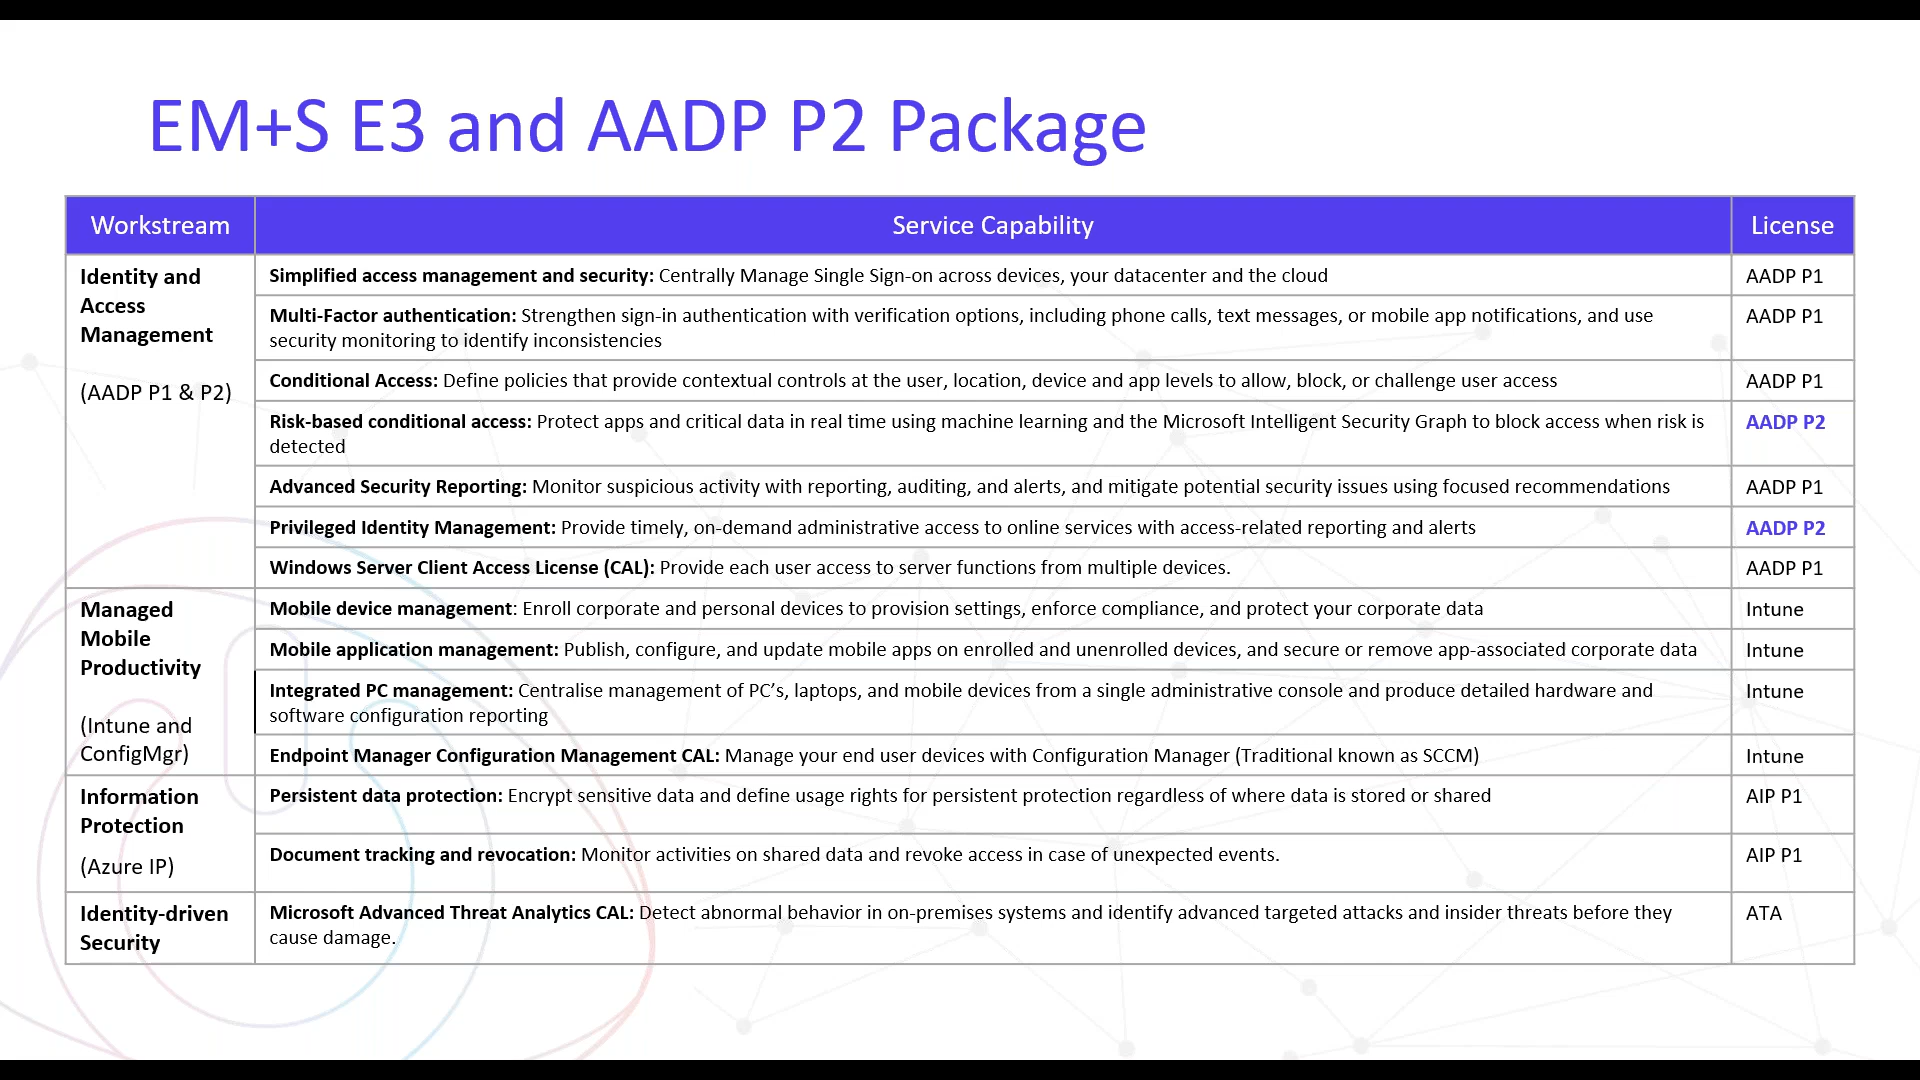 EM+S E3 and AADP P2 Package
Workstream
Service Capability
License
Identity and
Access
Management
(AADP P1 & P2)
Simplified access management and security: Centrally Manage Single Sign-on across devices, your datacenter and the cloud
AADP P1
Multi-Factor authentication: Strengthen sign-in authentication with verification options, including phone calls, text messages, or mobile app notifications, and use
security monitoring to identify inconsistencies
AADP P1
Conditional Access: Define policies that provide contextual controls at the user, location, device and app levels to allow, block, or challenge user access
AADP P1
Risk-based conditional access: Protect apps and critical data in real time using machine learning and the Microsoft Intelligent Security Graph to block access when risk is
detected
AADP P2
Advanced Security Reporting: Monitor suspicious activity with reporting, auditing, and alerts, and mitigate potential security issues using focused recommendations
AADP P1
Privileged Identity Management: Provide timely, on-demand administrative access to online services with access-related reporting and alerts
AADP P2
Windows Server Client Access License (CAL): Provide each user access to server functions from multiple devices.
AADP P1
Managed
Mobile
Productivity
(Intune and
ConfigMgr)
Mobile device management: Enroll corporate and personal devices to provision settings, enforce compliance, and protect your corporate data
Intune
Mobile application management: Publish, configure, and update mobile apps on enrolled and unenrolled devices, and secure or remove app-associated corporate data
Intune
Integrated PC management: Centralise management of PC’s, laptops, and mobile devices from a single administrative console and produce detailed hardware and
software configuration reporting
Intune
Endpoint Manager Configuration Management CAL: Manage your end user devices with Configuration Manager (Traditional known as SCCM)
Intune
Information
Protection
(Azure IP)
Persistent data protection: Encrypt sensitive data and define usage rights for persistent protection regardless of where data is stored or shared
AIP P1
Document tracking and revocation: Monitor activities on shared data and revoke access in case of unexpected events.
AIP P1
Identity-driven
Security
Microsoft Advanced Threat Analytics CAL: Detect abnormal behavior in on-premises systems and identify advanced targeted attacks and insider threats before they
cause damage.
ATA